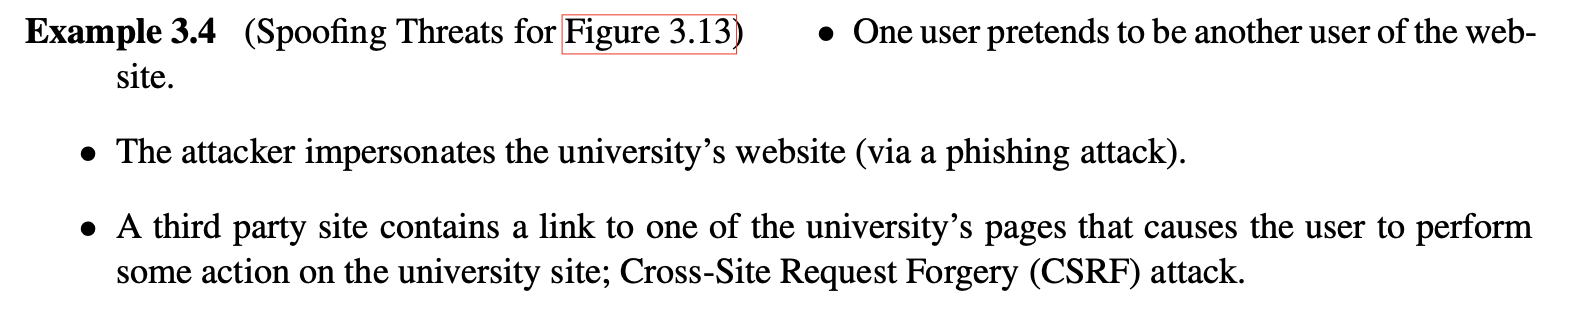 Example 3.4 (Spoofing Threats for Figure 3.13) • One user pretends to be another user of the web-
site.
• The attacker impersonates the university's website (via a phishing attack).
• A third party site contains a link to one of the university's pages that causes the user to perform
some action on the university site; Cross-Site Request Forgery (CSRF) attack.